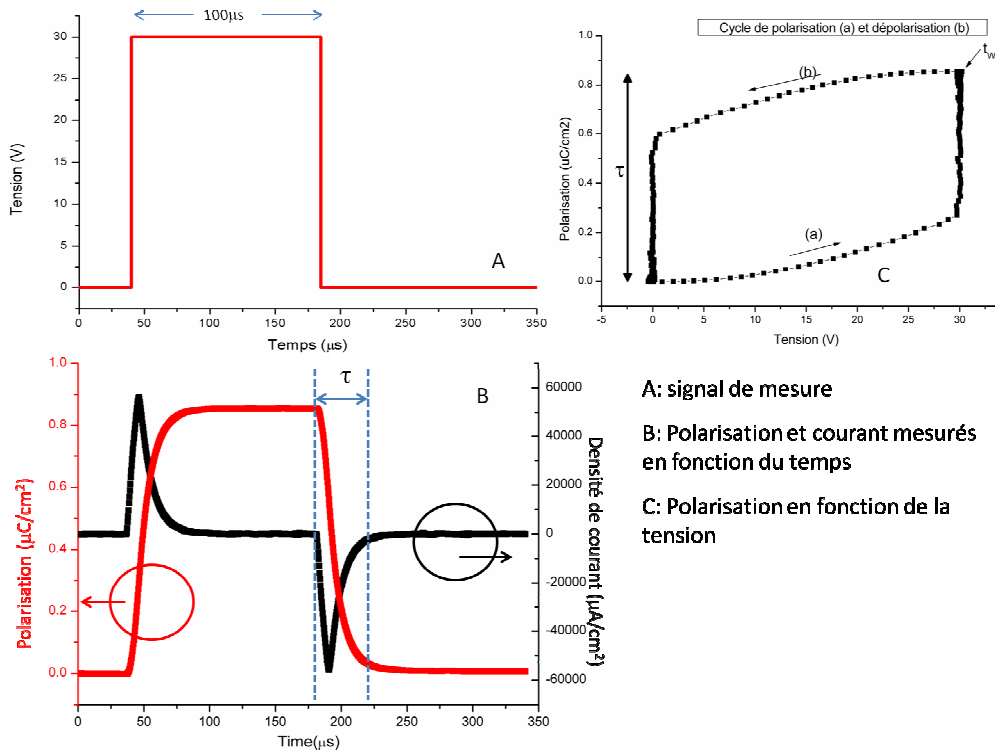 100µs
30
25
20
15
10
5
0
Tension (V)
A
0 50 100 150 200 250 300 350
Temps (µs)
Cycle de polarisation (a) et dépolarisation (b)
tw
1.0
0.8
0.6
0.4
0.2
0.0
Polarisation (uC/cm2)
τ
(b)
(a)
C
-5 0 5 10 15 20 25 30
Tension (V)
1.0
0.8
0.6
0.4
0.2
0.0
Polarisation (µC/cm²)
τ
B
60000
40000
20000
0
-20000
-40000
-60000
Densité de courant (µA/cm²)
0 50 100 150 200 250 300 350
Time(µs)
A: signal de mesure
B: Polarisation et courant mesurés
en fonction du temps
C: Polarisation en fonction de la
tension